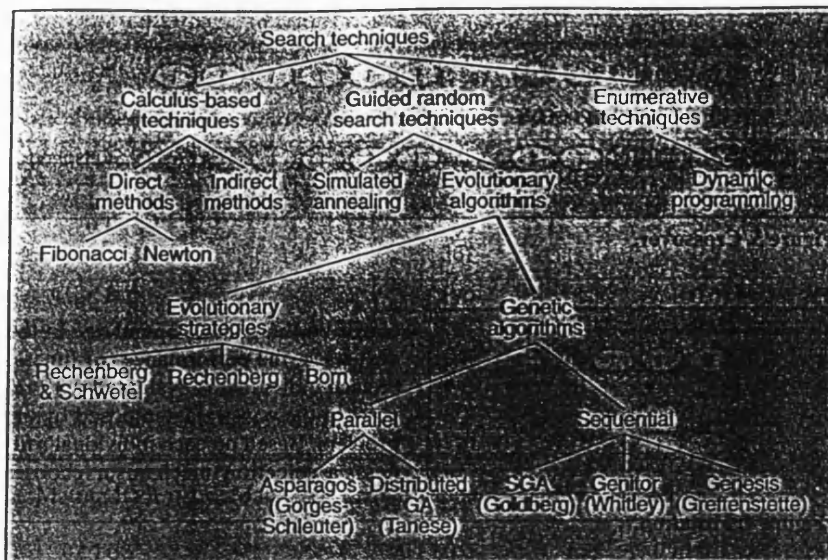 Search techniques
Calculus-based
techniques
Guided random
search techniques
Enumerative
techniques
Direct
methods
Indirect
methods
Simulated
annealing
Evolutionary
algorithms
Dynamic
programming
Fibonacci
Newton
Evolutionary
strategies
Genetic
algorithms
Rechenberg
& Schwefel
Rechenberg
Born
Parallel
Sequential
Asparagos
(Gorges-
Schleuter)
Distributed
GA
(Tanese)
SGA
(Goldberg)
Genitor
(Whitley)
Genesis
(Greffenstette)